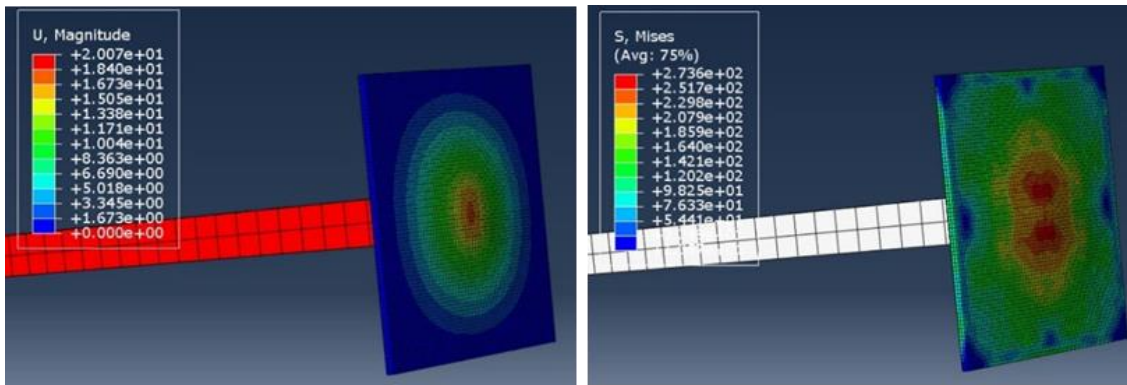 U, Magnitude
+2.007e+01
+1.840e+01
+1.673e+01
+1.505e+01
+1.338e+01
+1.171e+01
+1.004e+01
+8.363e+00
+6.690e+00
+5.018e+00
+3.345e+00
+1.673e+00
+0.000e+00
S, Mises
(Avg: 75%)
+2.736e+02
+2.517e+02
+2.298e+02
+2.079e+02
+1.859e+02
+1.640e+02
+1.421e+02
+1.202e+02
+9.825e+01
+7.633e+01
+5.441e+01